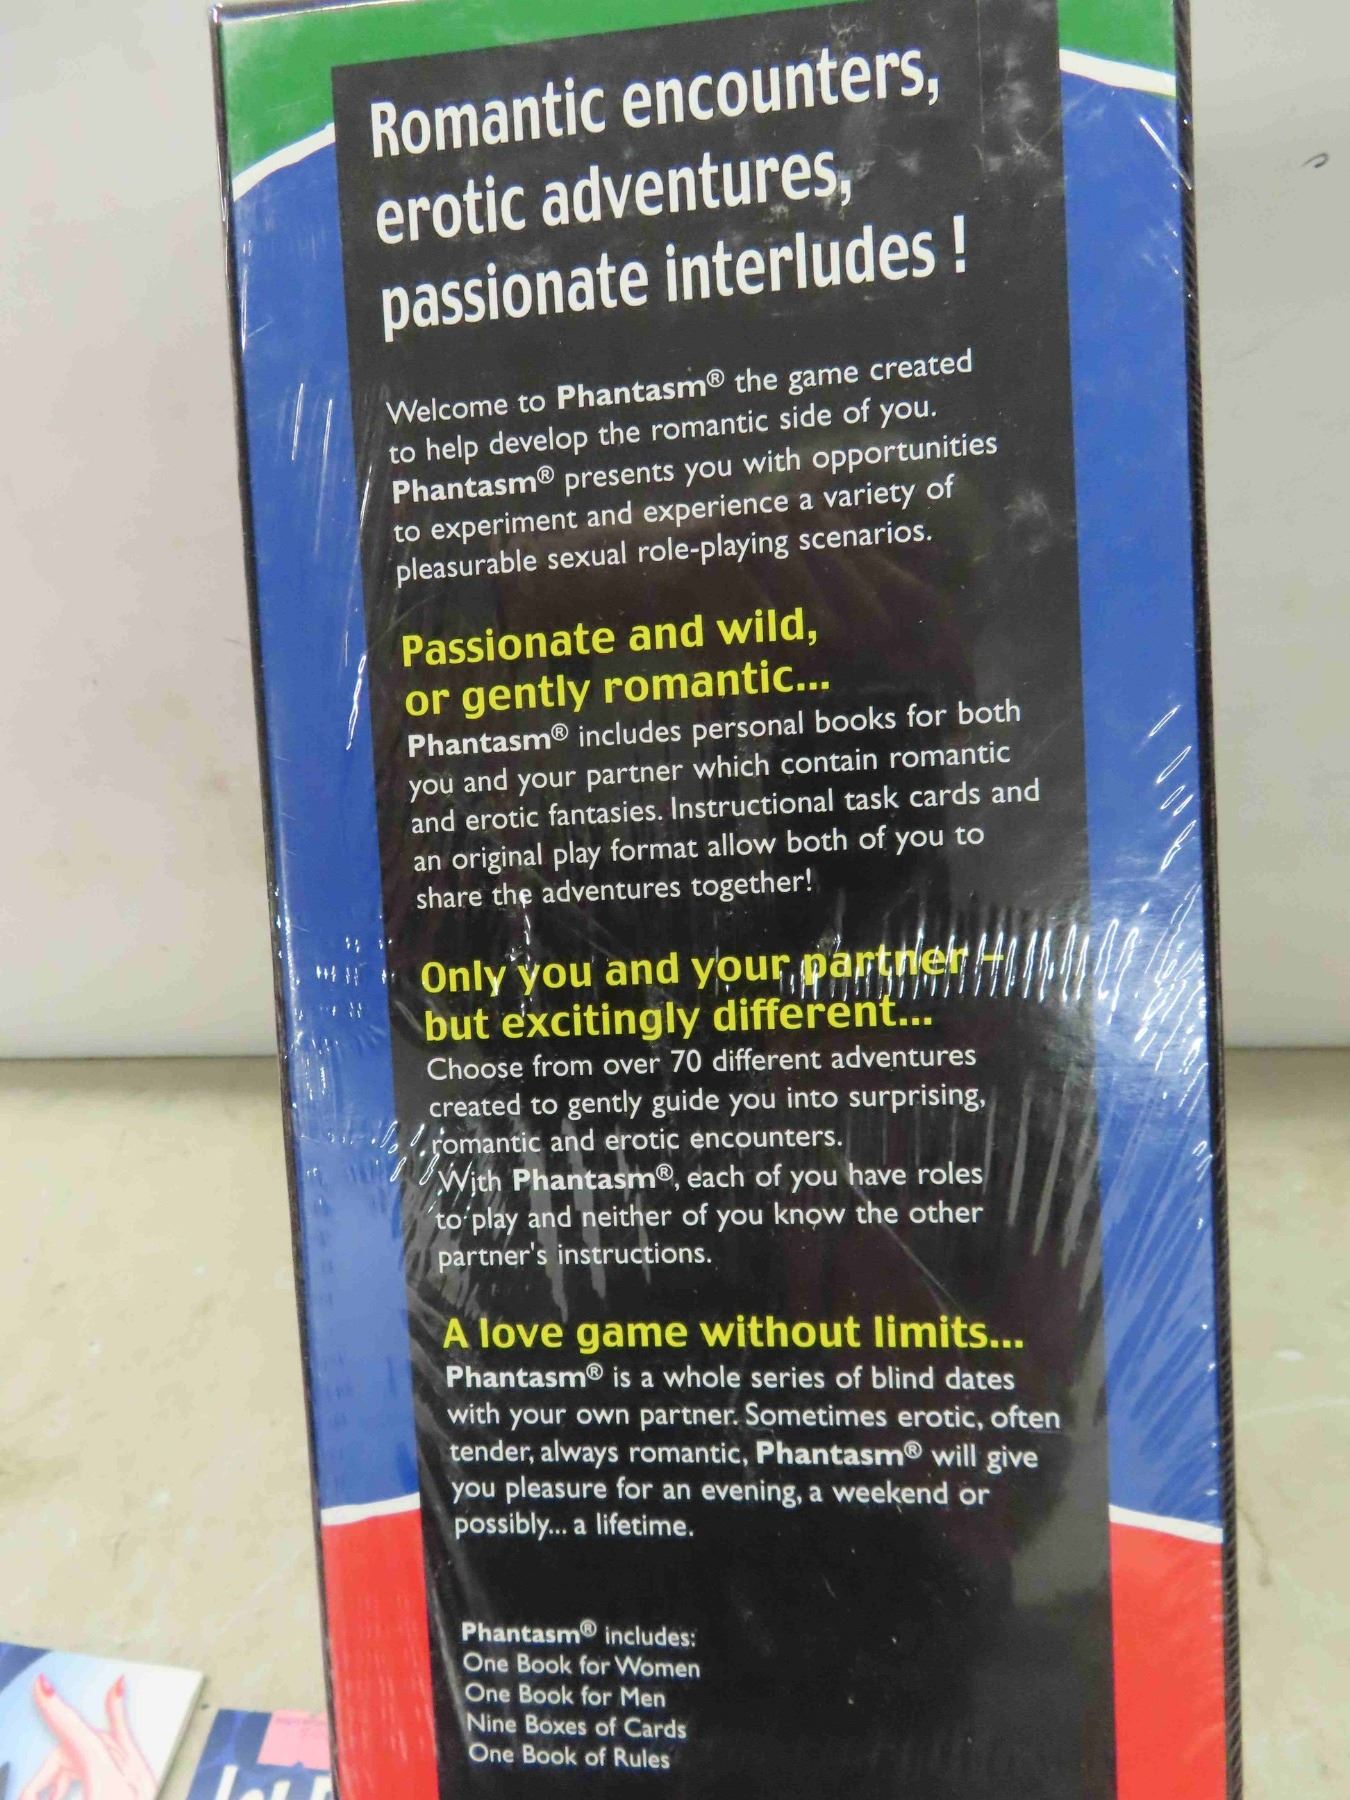 Romantic encounters,
erotic adventures,
passionate interludes !
Welcome to Phantasm® the game created
to help develop the romantic side of you.
Phantasm® presents you with opportunities
to experiment and experience a variety of
pleasurable sexual role-playing scenarios.
Passionate and wild,
or gently romantic...
Phantasm® includes personal books for both
you and your partner which contain romantic
and erotic fantasies. Instructional task cards and
an original play format allow both of you to
share the adventures together!
Only you and your partner –
but excitingly different...
Choose from over 70 different adventures
created to gently guide you into surprising,
romantic and erotic encounters.
With Phantasm®, each of you have roles
to play and neither of you know the other
partner's instructions.
A love game without limits...
Phantasm® is a whole series of blind dates
with your own partner. Sometimes erotic, often
tender, always romantic, Phantasm® will give
you pleasure for an evening, a weekend or
possibly... a lifetime.
Phantasm® includes:
One Book for Women
One Book for Men
Nine Boxes of Cards
One Book of Rules